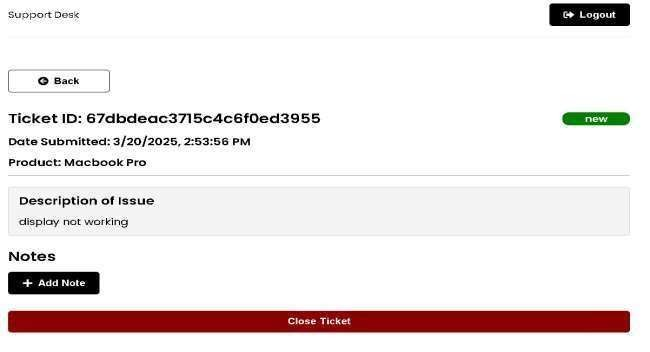 Support Desk
Logout
Back
Ticket ID: 67dbdeac3715c4c6f0ed3955
new
Date Submitted: 3/20/2025, 2:53:56 PM
Product: Macbook Pro
Description of Issue
display not working
Notes
Add Note
Close Ticket